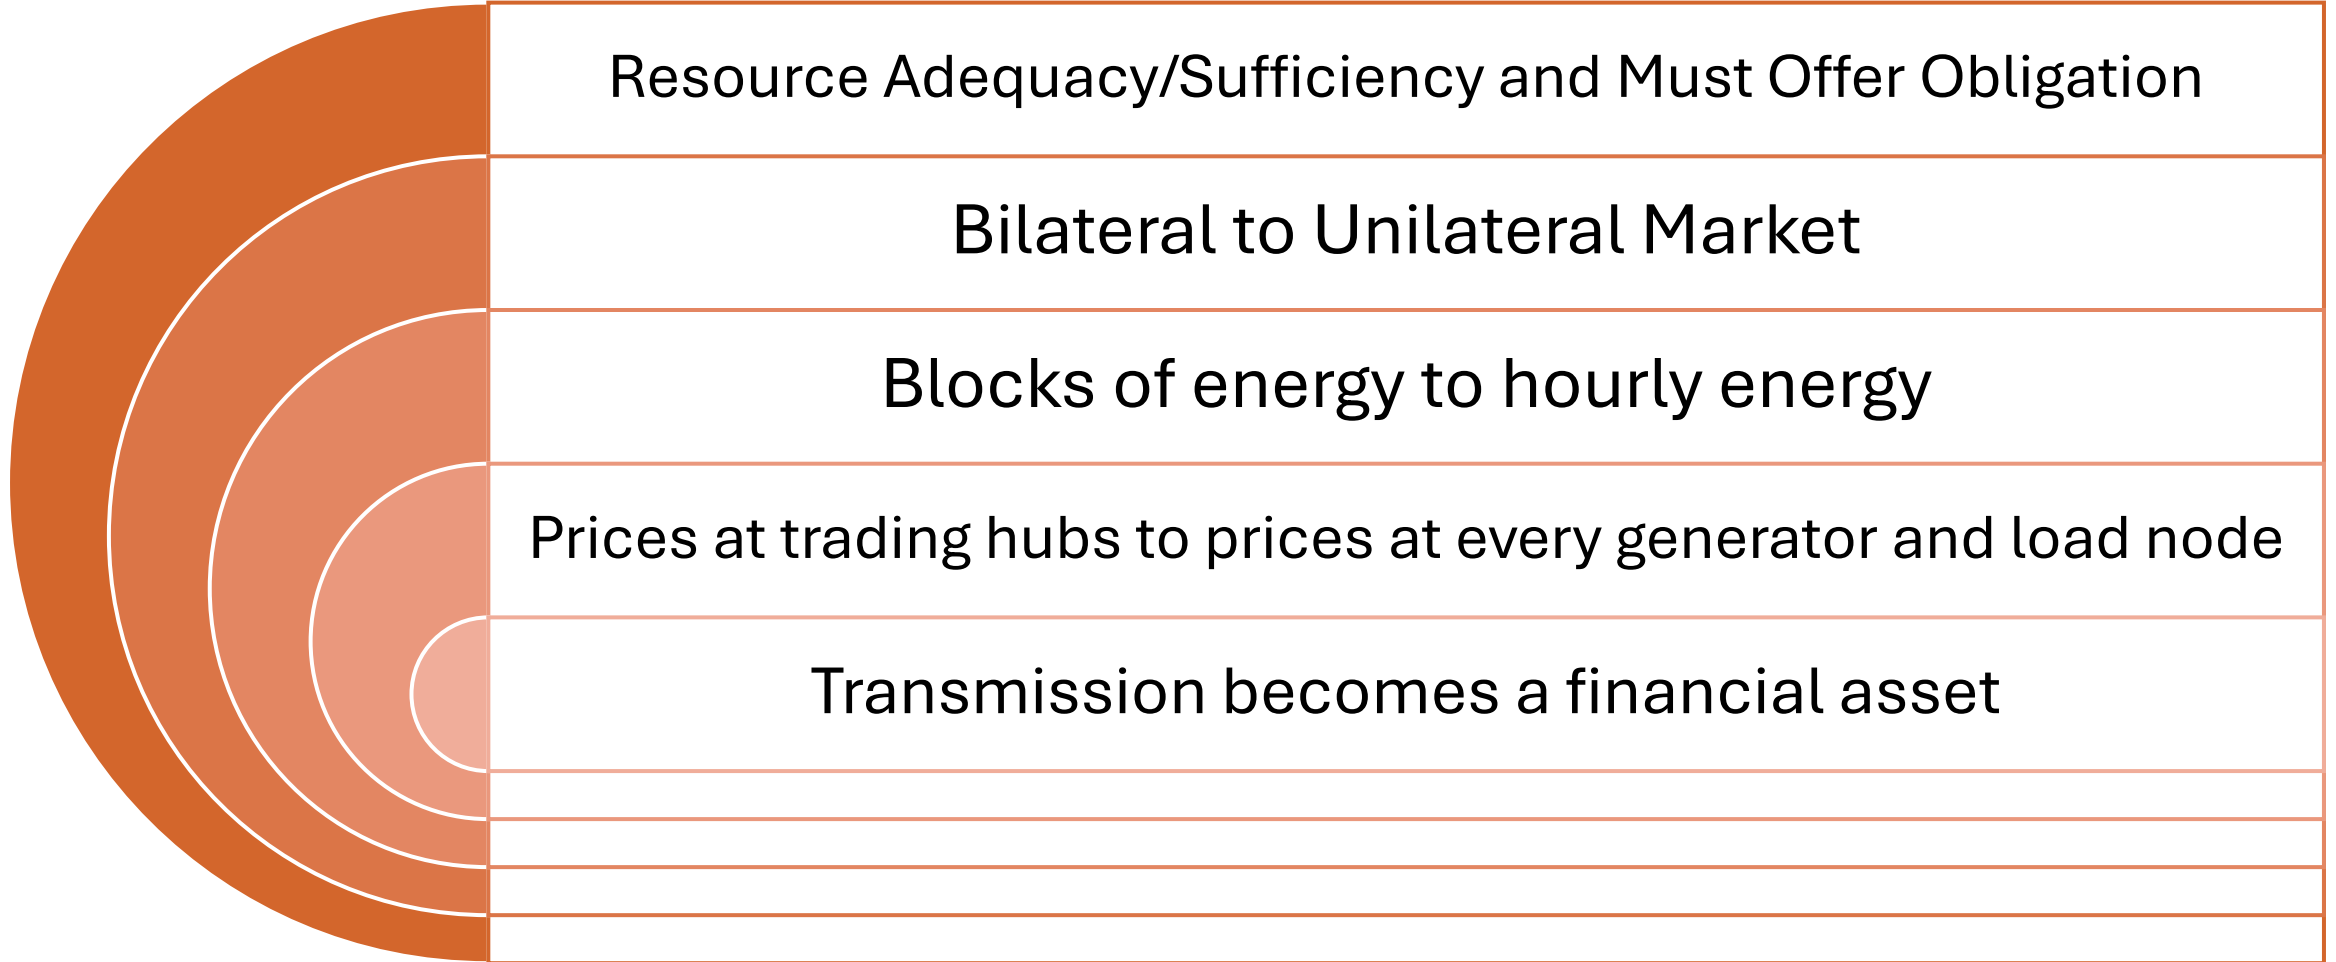 Resource Adequacy/Sufficiency and Must Offer Obligation
Bilateral to Unilateral Market
Blocks of energy to hourly energy
Prices at trading hubs to prices at every generator and load node
Transmission becomes a financial asset